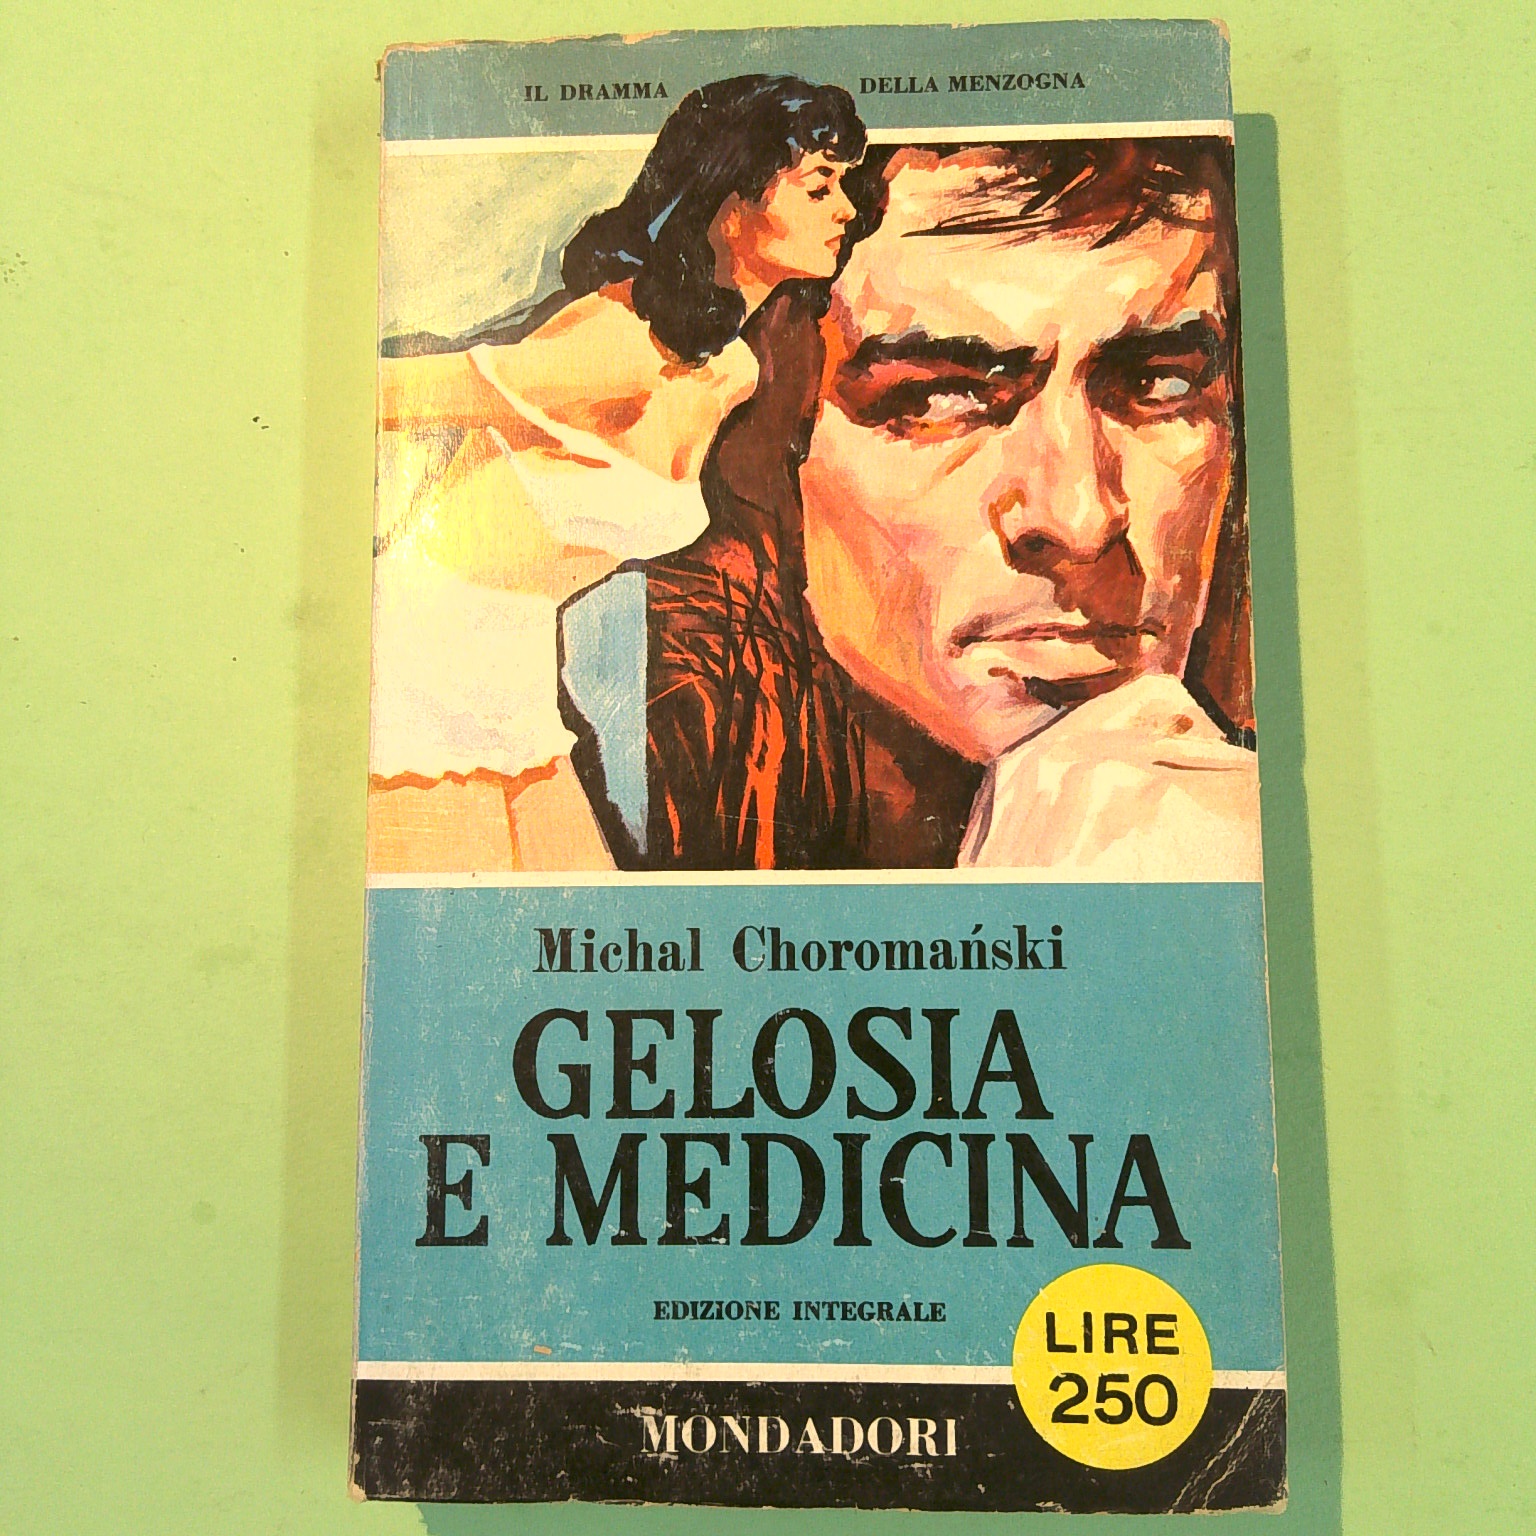 IL DRAMMA DELLA MENZOGNA
Michal Choromański
GELOSIA
E MEDICINA
EDIZIONE INTEGRALE
LIRE
250
MONDADORI